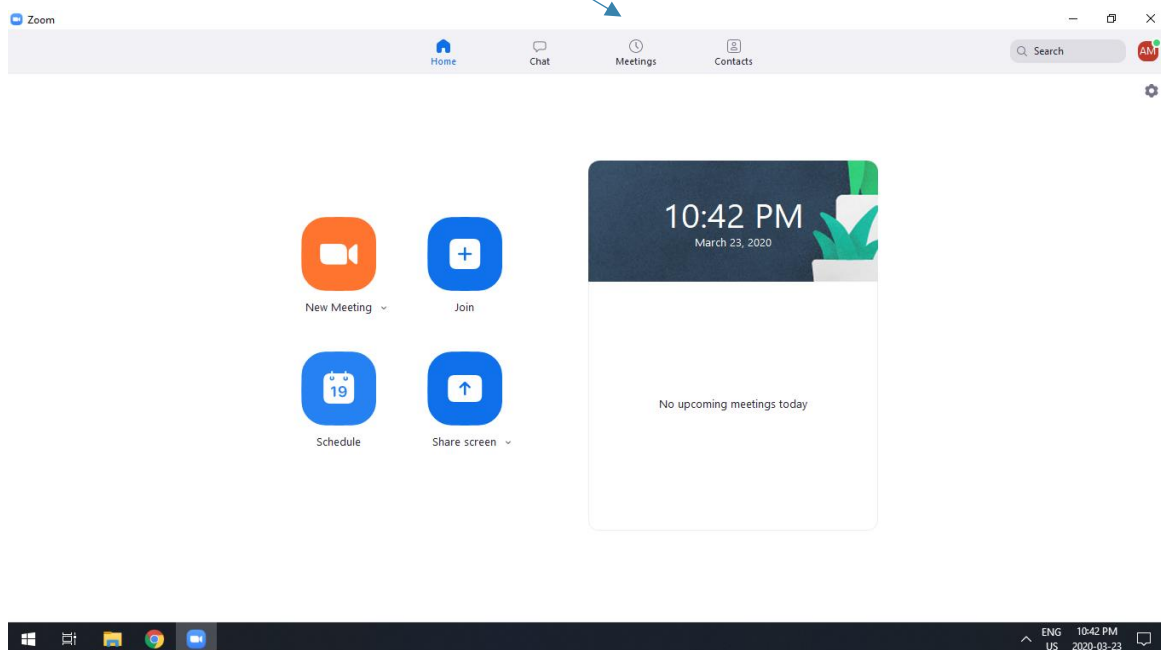 Zoom
Home
Chat
Meetings
Contacts
Search
AM
10:42 PM
March 23, 2020
New Meeting
Join
19
Schedule
Share screen
No upcoming meetings today
ENG 10:42 PM
US 2020-03-23